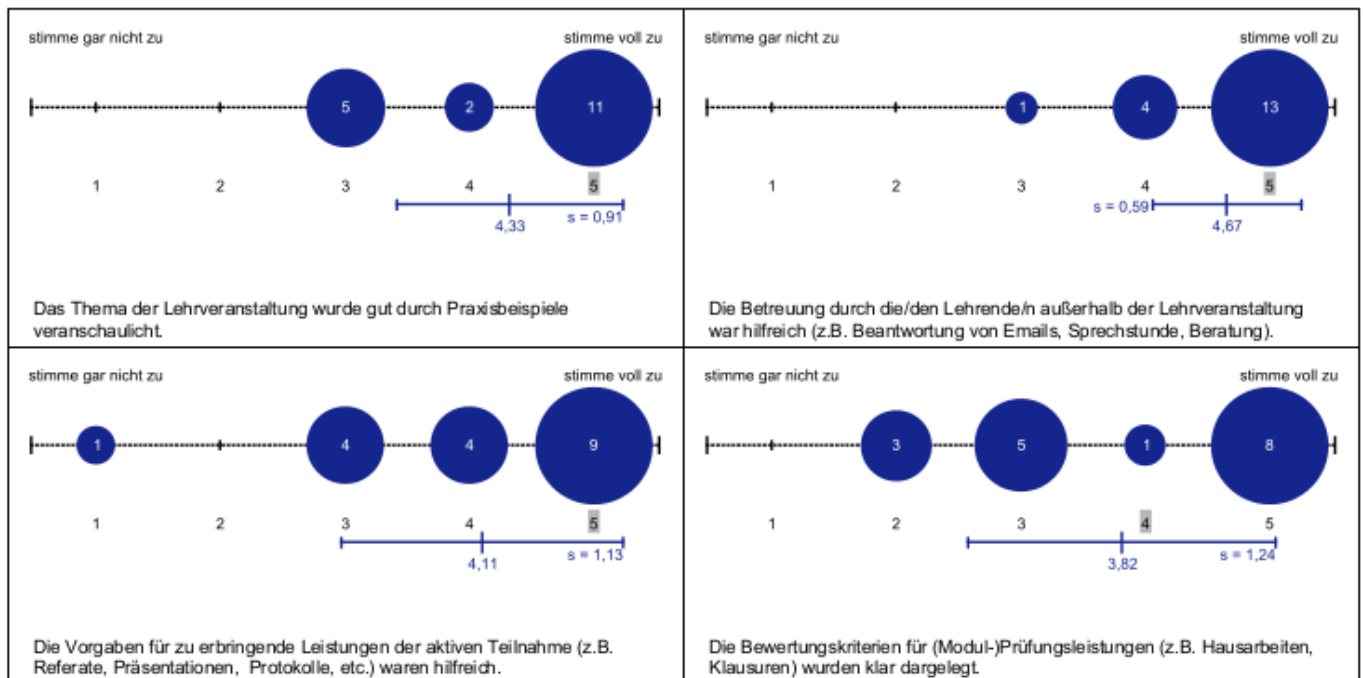 stimme gar nicht zu
stimme voll zu
5
2
11
1
2
3
4
5
s = 0,91
4,33
Das Thema der Lehrveranstaltung wurde gut durch Praxisbeispiele
veranschaulicht.
stimme gar nicht zu
stimme voll zu
1
4
13
1
2
3
4
5
s = 0,59
4,67
Die Betreuung durch die/den Lehrende/n außerhalb der Lehrveranstaltung
war hilfreich (z.B. Beantwortung von Emails, Sprechstunde, Beratung).
stimme gar nicht zu
stimme voll zu
1
4
4
9
1
2
3
4
5
s = 1,13
4,11
Die Vorgaben für zu erbringende Leistungen der aktiven Teilnahme (z.B.
Referate, Präsentationen, Protokolle, etc.) waren hilfreich.
stimme gar nicht zu
stimme voll zu
3
5
1
8
1
2
3
4
5
s = 1,24
3,82
Die Bewertungskriterien für (Modul-)Prüfungsleistungen (z.B. Hausarbeiten,
Klausuren) wurden klar dargelegt.